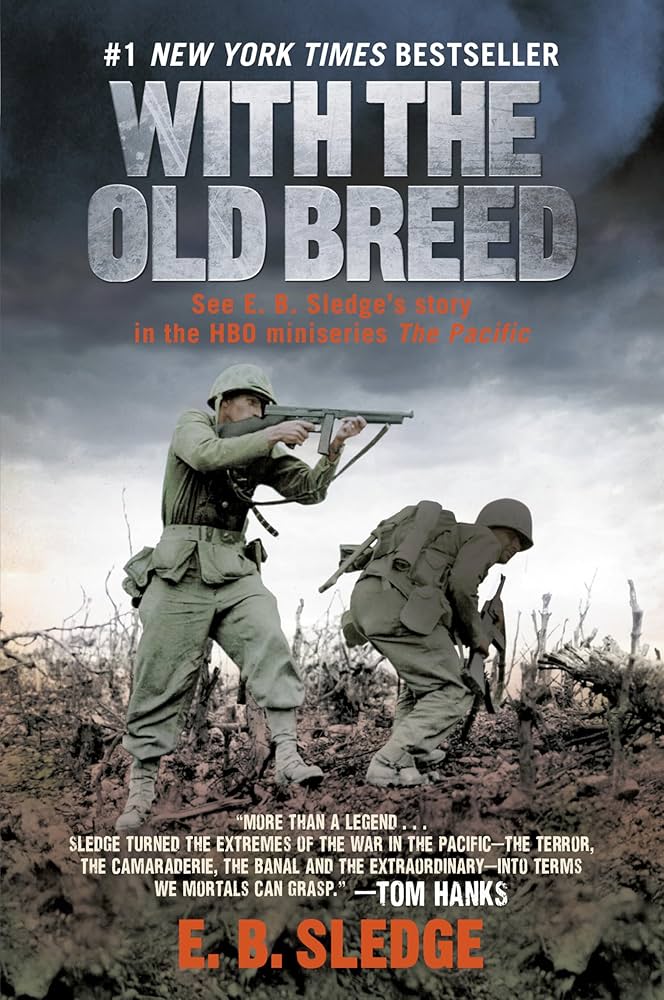 #1 NEW YORK TIMES BESTSELLER
WITH THE
OLD BREED
See E. B. Sledge's story
in the HBO miniseries The Pacific
"MORE THAN A LEGEND . . .
SLEDGE TURNED THE EXTREMES OF THE WAR IN THE PACIFIC—THE TERROR,
THE CAMARADERIE, THE BANAL AND THE EXTRAORDINARY—INTO TERMS
WE MORTALS CAN GRASP." —TOM HANKS
E. B. SLEDGE